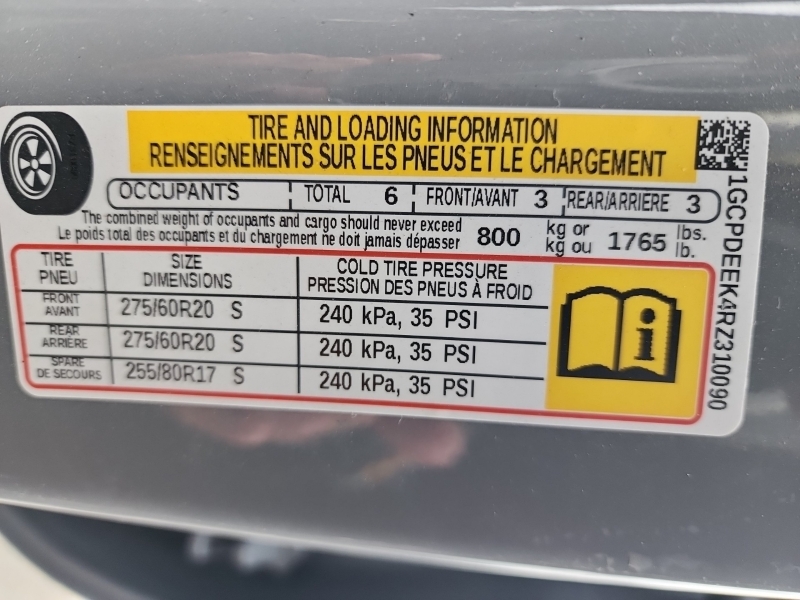 TIRE AND LOADING INFORMATION
RENSEIGNEMENTS SUR LES PNEUS ET LE CHARGEMENT
OCCUPANTS TOTAL 6 FRONT/AVANT 3 REAR/ARRIÈRE 3
The combined weight of occupants and cargo should never exceed
Le poids total des occupants et du chargement ne doit jamais dépasser
800 kg or 1765 lbs.
kg ou lb.
TIRE SIZE COLD TIRE PRESSURE
PNEU DIMENSIONS PRESSION DES PNEUS À FROID
FRONT
AVANT 275/60R20 S 240 kPa, 35 PSI
REAR
ARRIÈRE 275/60R20 S 240 kPa, 35 PSI
SPARE
DE SECOURS 255/80R17 S 240 kPa, 35 PSI
i
1GCPDEEK4RZ310090